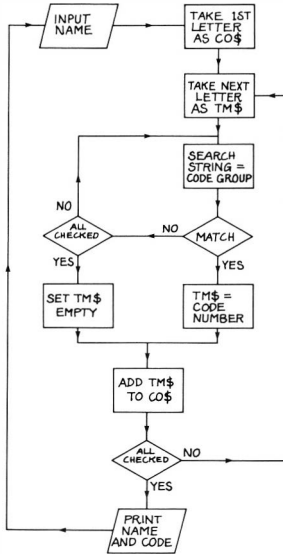 INPUT
NAME
TAKE 1ST
LETTER
AS CO$
TAKE NEXT
LETTER
AS TM$
SEARCH
STRING =
CODE GROUP
NO
ALL
CHECKED
NO
MATCH
YES
YES
SET TM$
EMPTY
TM$ =
CODE
NUMBER
ADD TM$
TO CO$
ALL
CHECKED
NO
YES
PRINT
NAME
AND CODE